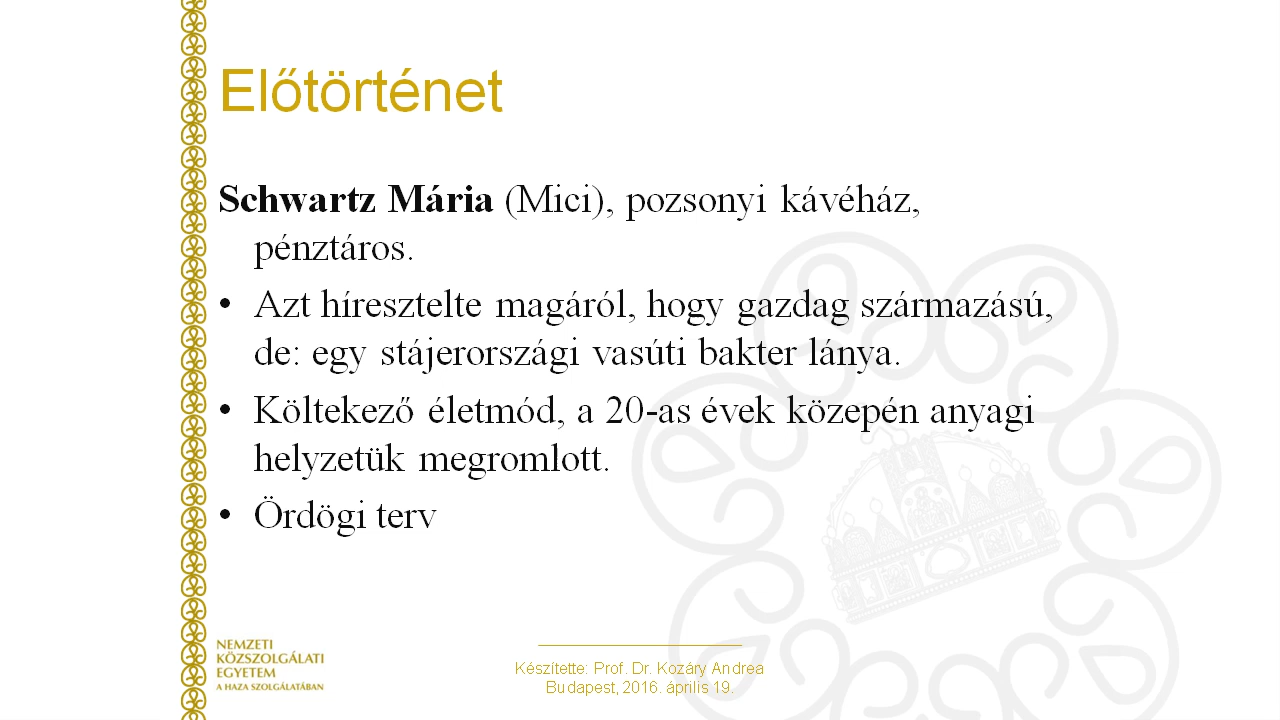 Előtörténet
Schwartz Mária (Mici), pozsonyi kávéház,
pénztáros.
• Azt híresztelte magáról, hogy gazdag származású,
de: egy stájerországi vasúti bakter lánya.
• Költekező életmód, a 20-as évek közepén anyagi
helyzetük megromlott.
• Ördögi terv
NEMZETI
KÖZSZOLGÁLATI
EGYETEM
A HAZA SZOLGÁLATÁBAN
Készítette: Prof. Dr. Kozáry Andrea
Budapest, 2016. április 19.